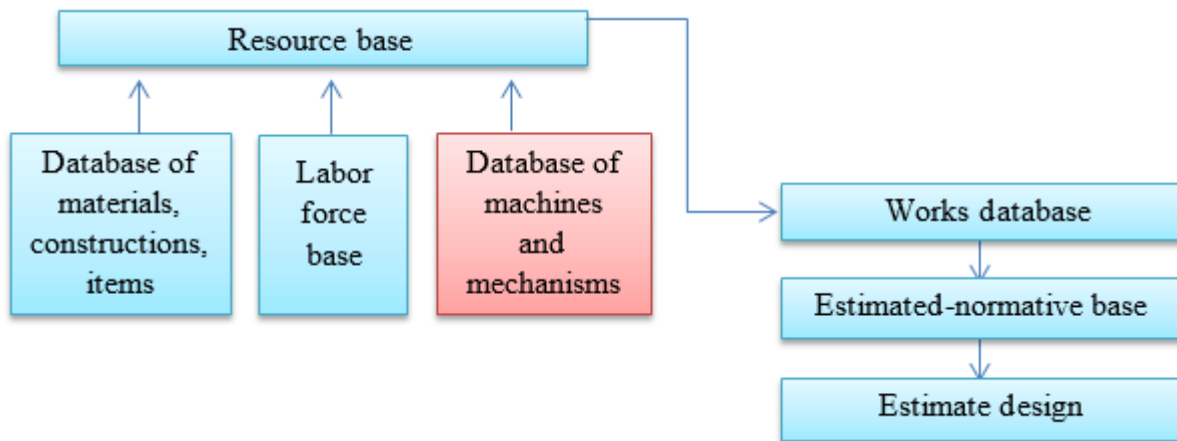 Resource base
Database of
materials,
constructions,
items
Labor
force
base
Database of
machines
and
mechanisms
Works database
Estimated-normative base
Estimate design